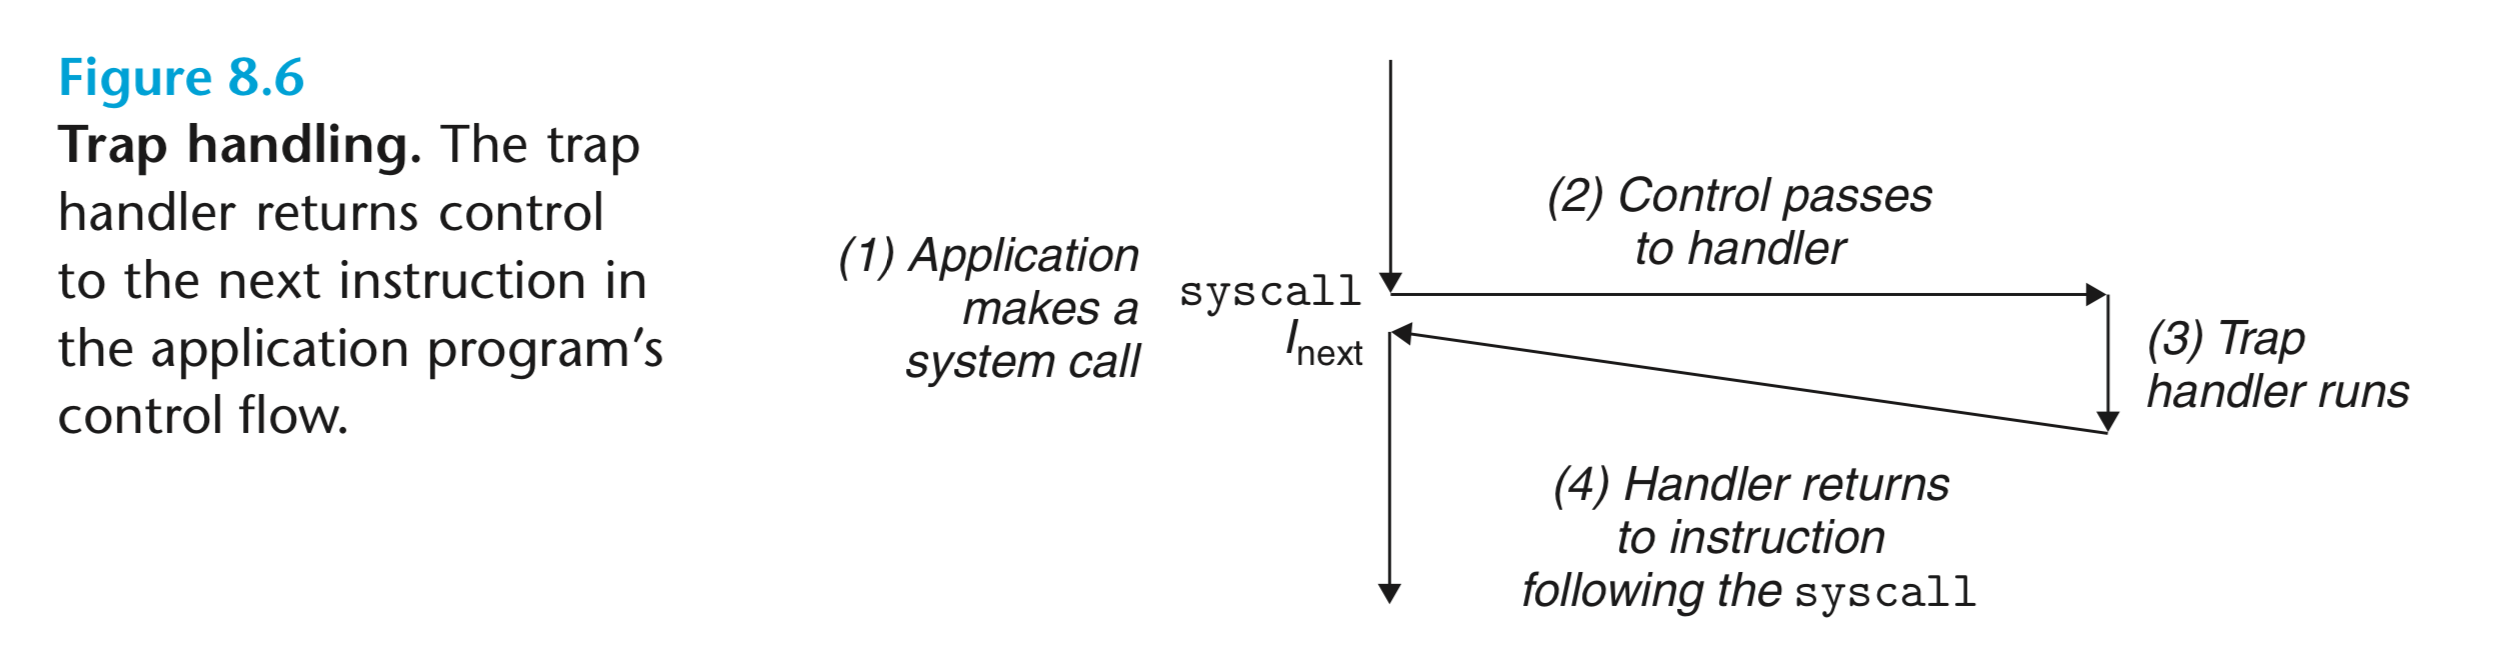 Figure 8.6
Trap handling. The trap
handler returns control
to the next instruction in
the application program’s
control flow.
(1) Application
makes a
system call
syscall
Inext
(2) Control passes
to handler
(3) Trap
handler runs
(4) Handler returns
to instruction
following the syscall